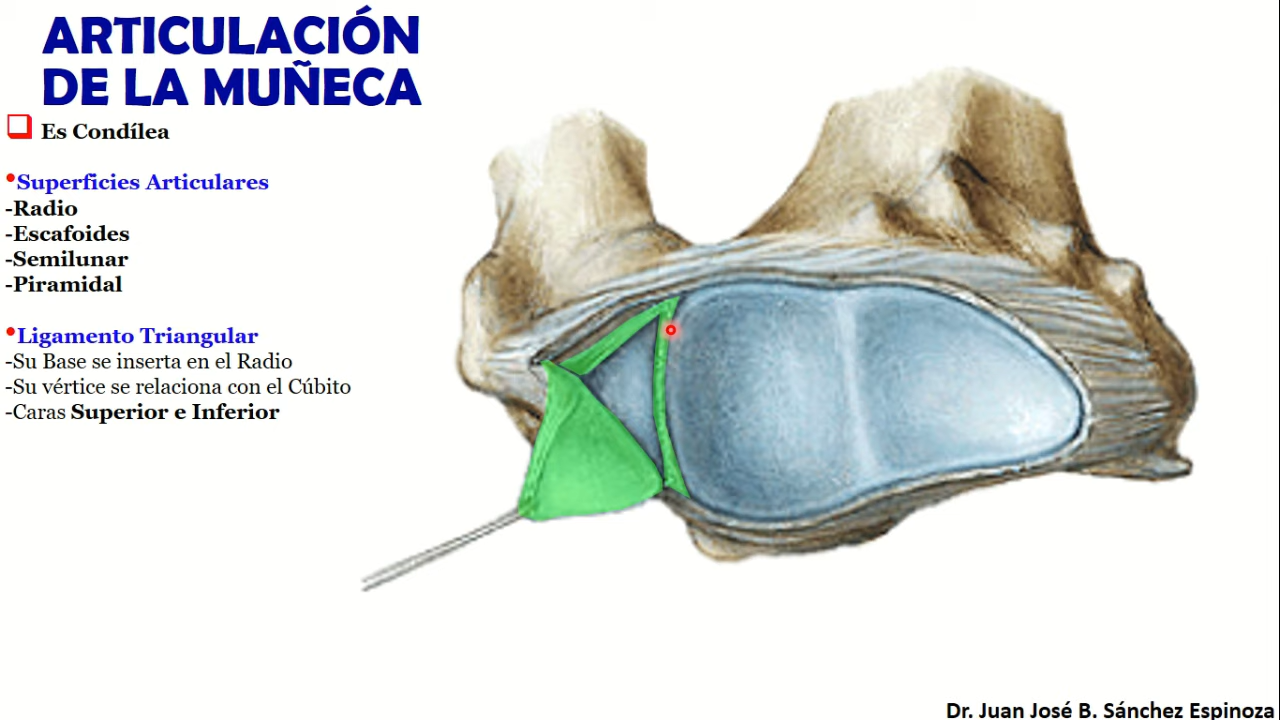 ARTICULACIÓN
DE LA MUÑECA
Es Condílea
•Superficies Articulares
-Radio
-Escafoides
-Semilunar
-Piramidal
•Ligamento Triangular
-Su Base se inserta en el Radio
-Su vértice se relaciona con el Cúbito
-Caras Superior e Inferior
Dr. Juan José B. Sánchez Espinoza